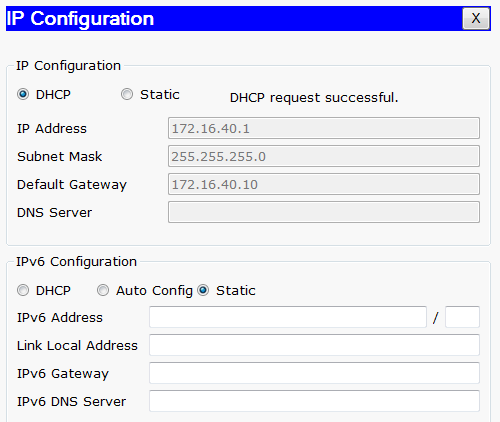 IP Configuration X
IP Configuration
DHCP Static DHCP request successful.
IP Address 172.16.40.1
Subnet Mask 255.255.255.0
Default Gateway 172.16.40.10
DNS Server
IPv6 Configuration
DHCP Auto Config Static
IPv6 Address /
Link Local Address
IPv6 Gateway
IPv6 DNS Server